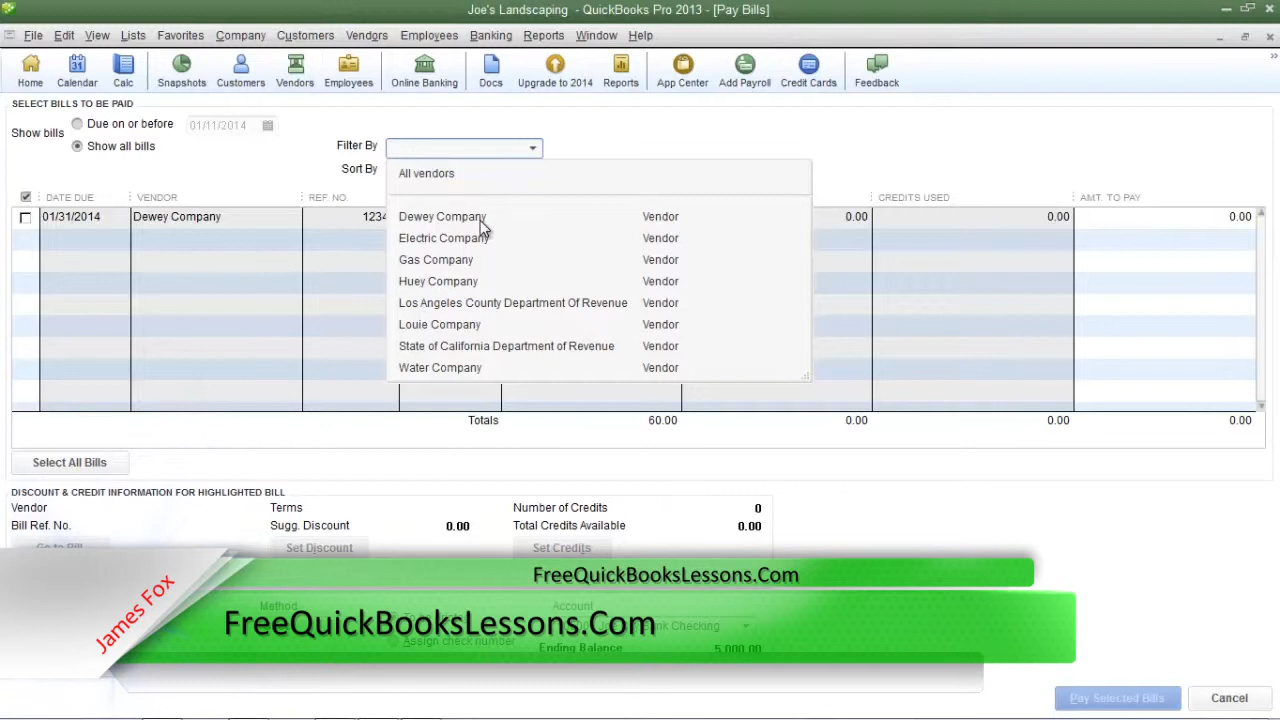 Joe's Landscaping - QuickBooks Pro 2013 - [Pay Bills]
File Edit View Lists Favorites Company Customers Vendors Employees Banking Reports Window Help
Home Calendar Calc Snapshots Customers Vendors Employees Online Banking Docs Upgrade to 2014 Reports App Center Add Payroll Credit Cards Feedback
SELECT BILLS TO BE PAID
Show bills
Due on or before 01/11/2014
Show all bills
Filter By
Sort By
All vendors
DATE DUE VENDOR REF. NO. CREDITS USED AMT. TO PAY
01/31/2014 Dewey Company 1234 0.00 0.00 0.00
Dewey Company Vendor
Electric Company Vendor
Gas Company Vendor
Huey Company Vendor
Los Angeles County Department Of Revenue Vendor
Louie Company Vendor
State of California Department of Revenue Vendor
Water Company Vendor
Totals 60.00 0.00 0.00 0.00
Select All Bills
DISCOUNT & CREDIT INFORMATION FOR HIGHLIGHTED BILL
Vendor Terms Number of Credits 0
Bill Ref. No. Sugg. Discount 0.00 Total Credits Available 0.00
Go to Bill Set Discount Set Credits
FreeQuickBooksLessons.Com
James Fox
Method Account
FreeQuickBooksLessons.Com
Checking
Assign check number
Ending Balance 5,000.00
Pay Selected Bills Cancel